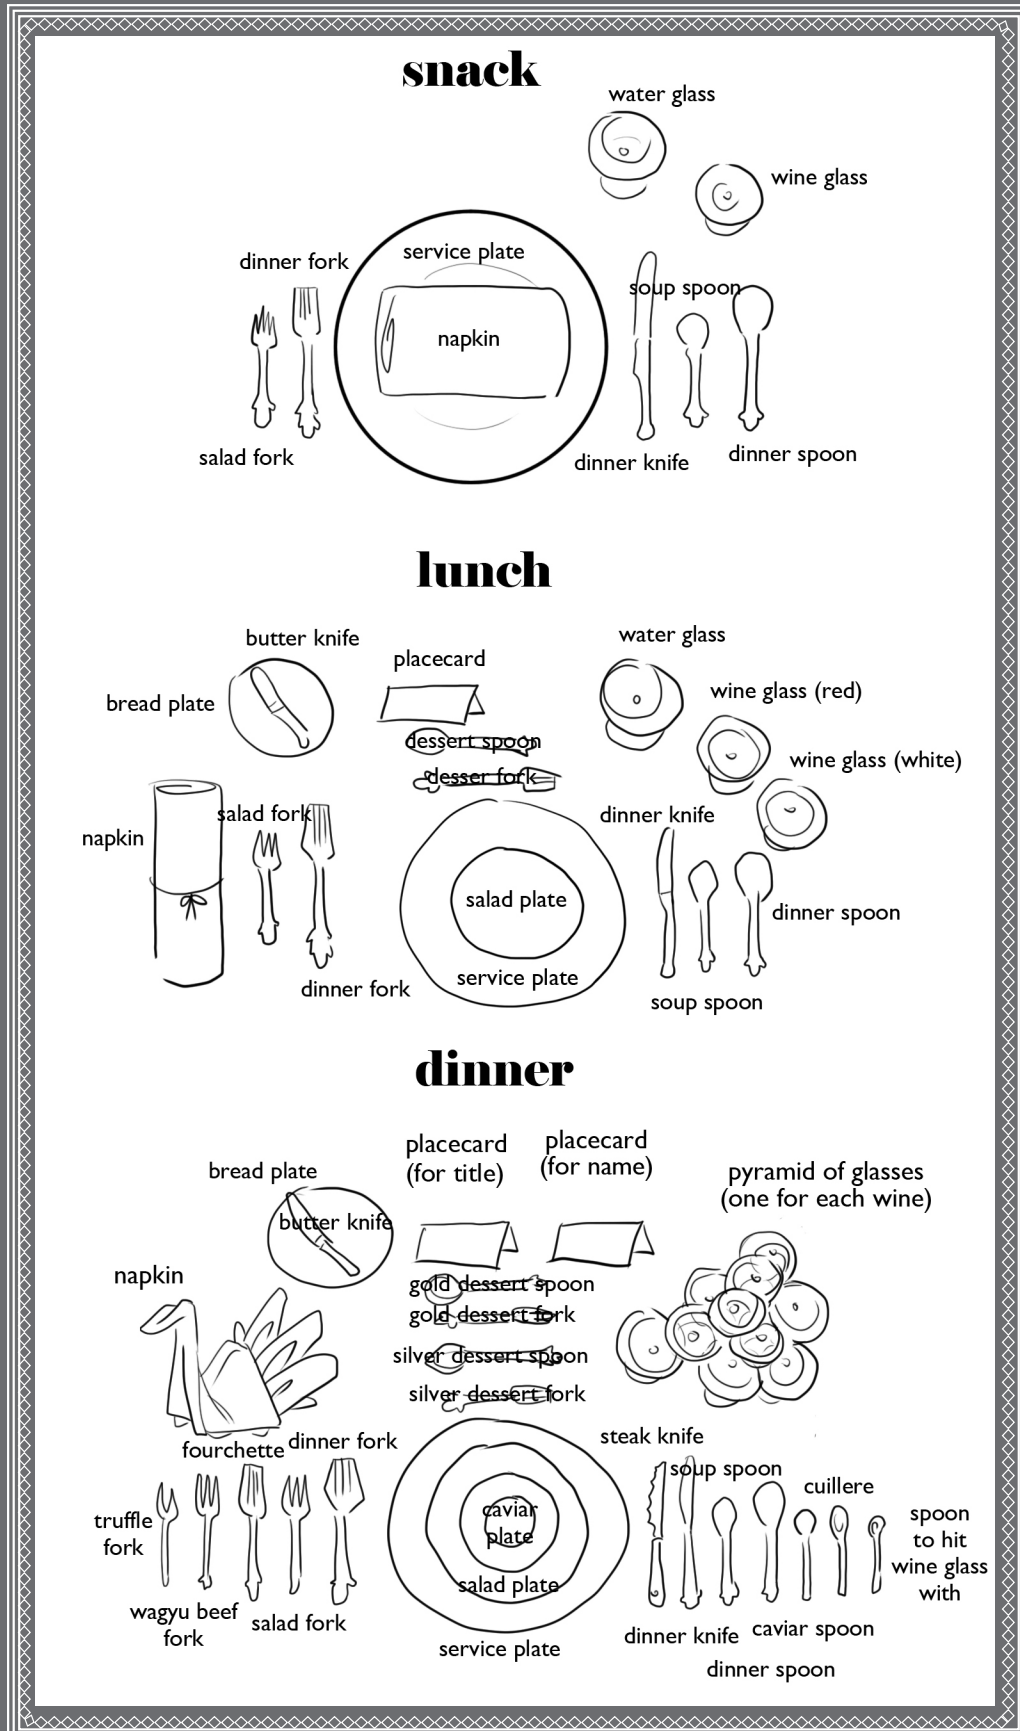 snack
water glass
wine glass
service plate
dinner fork
soup spoon
napkin
salad fork
dinner knife
dinner spoon
lunch
butter knife
water glass
placecard
bread plate
wine glass (red)
dessert spoon
wine glass (white)
desser fork
salad fork
dinner knife
napkin
salad plate
dinner spoon
service plate
dinner fork
soup spoon
dinner
placecard
(for title)
placecard
(for name)
bread plate
pyramid of glasses
(one for each wine)
butter knife
napkin
gold dessert spoon
gold dessert fork
silver dessert spoon
silver dessert fork
fourchette
dinner fork
steak knife
soup spoon
cuillere
truffle
fork
caviar
plate
spoon
to hit
wine glass
with
salad plate
wagyu beef
fork
salad fork
service plate
dinner knife
caviar spoon
dinner spoon